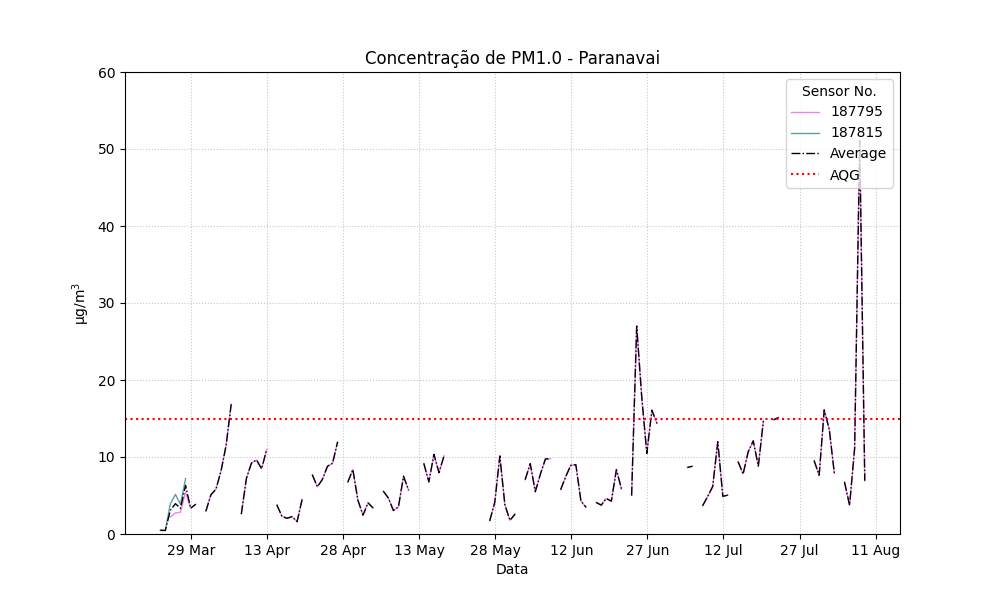 Concentração de PM1.0 - Paranavai
Sensor No.
187795
187815
Average
AQG
60
50
40
30
20
10
0
µg/m³
29 Mar
13 Apr
28 Apr
13 May
28 May
12 Jun
27 Jun
12 Jul
27 Jul
11 Aug
Data